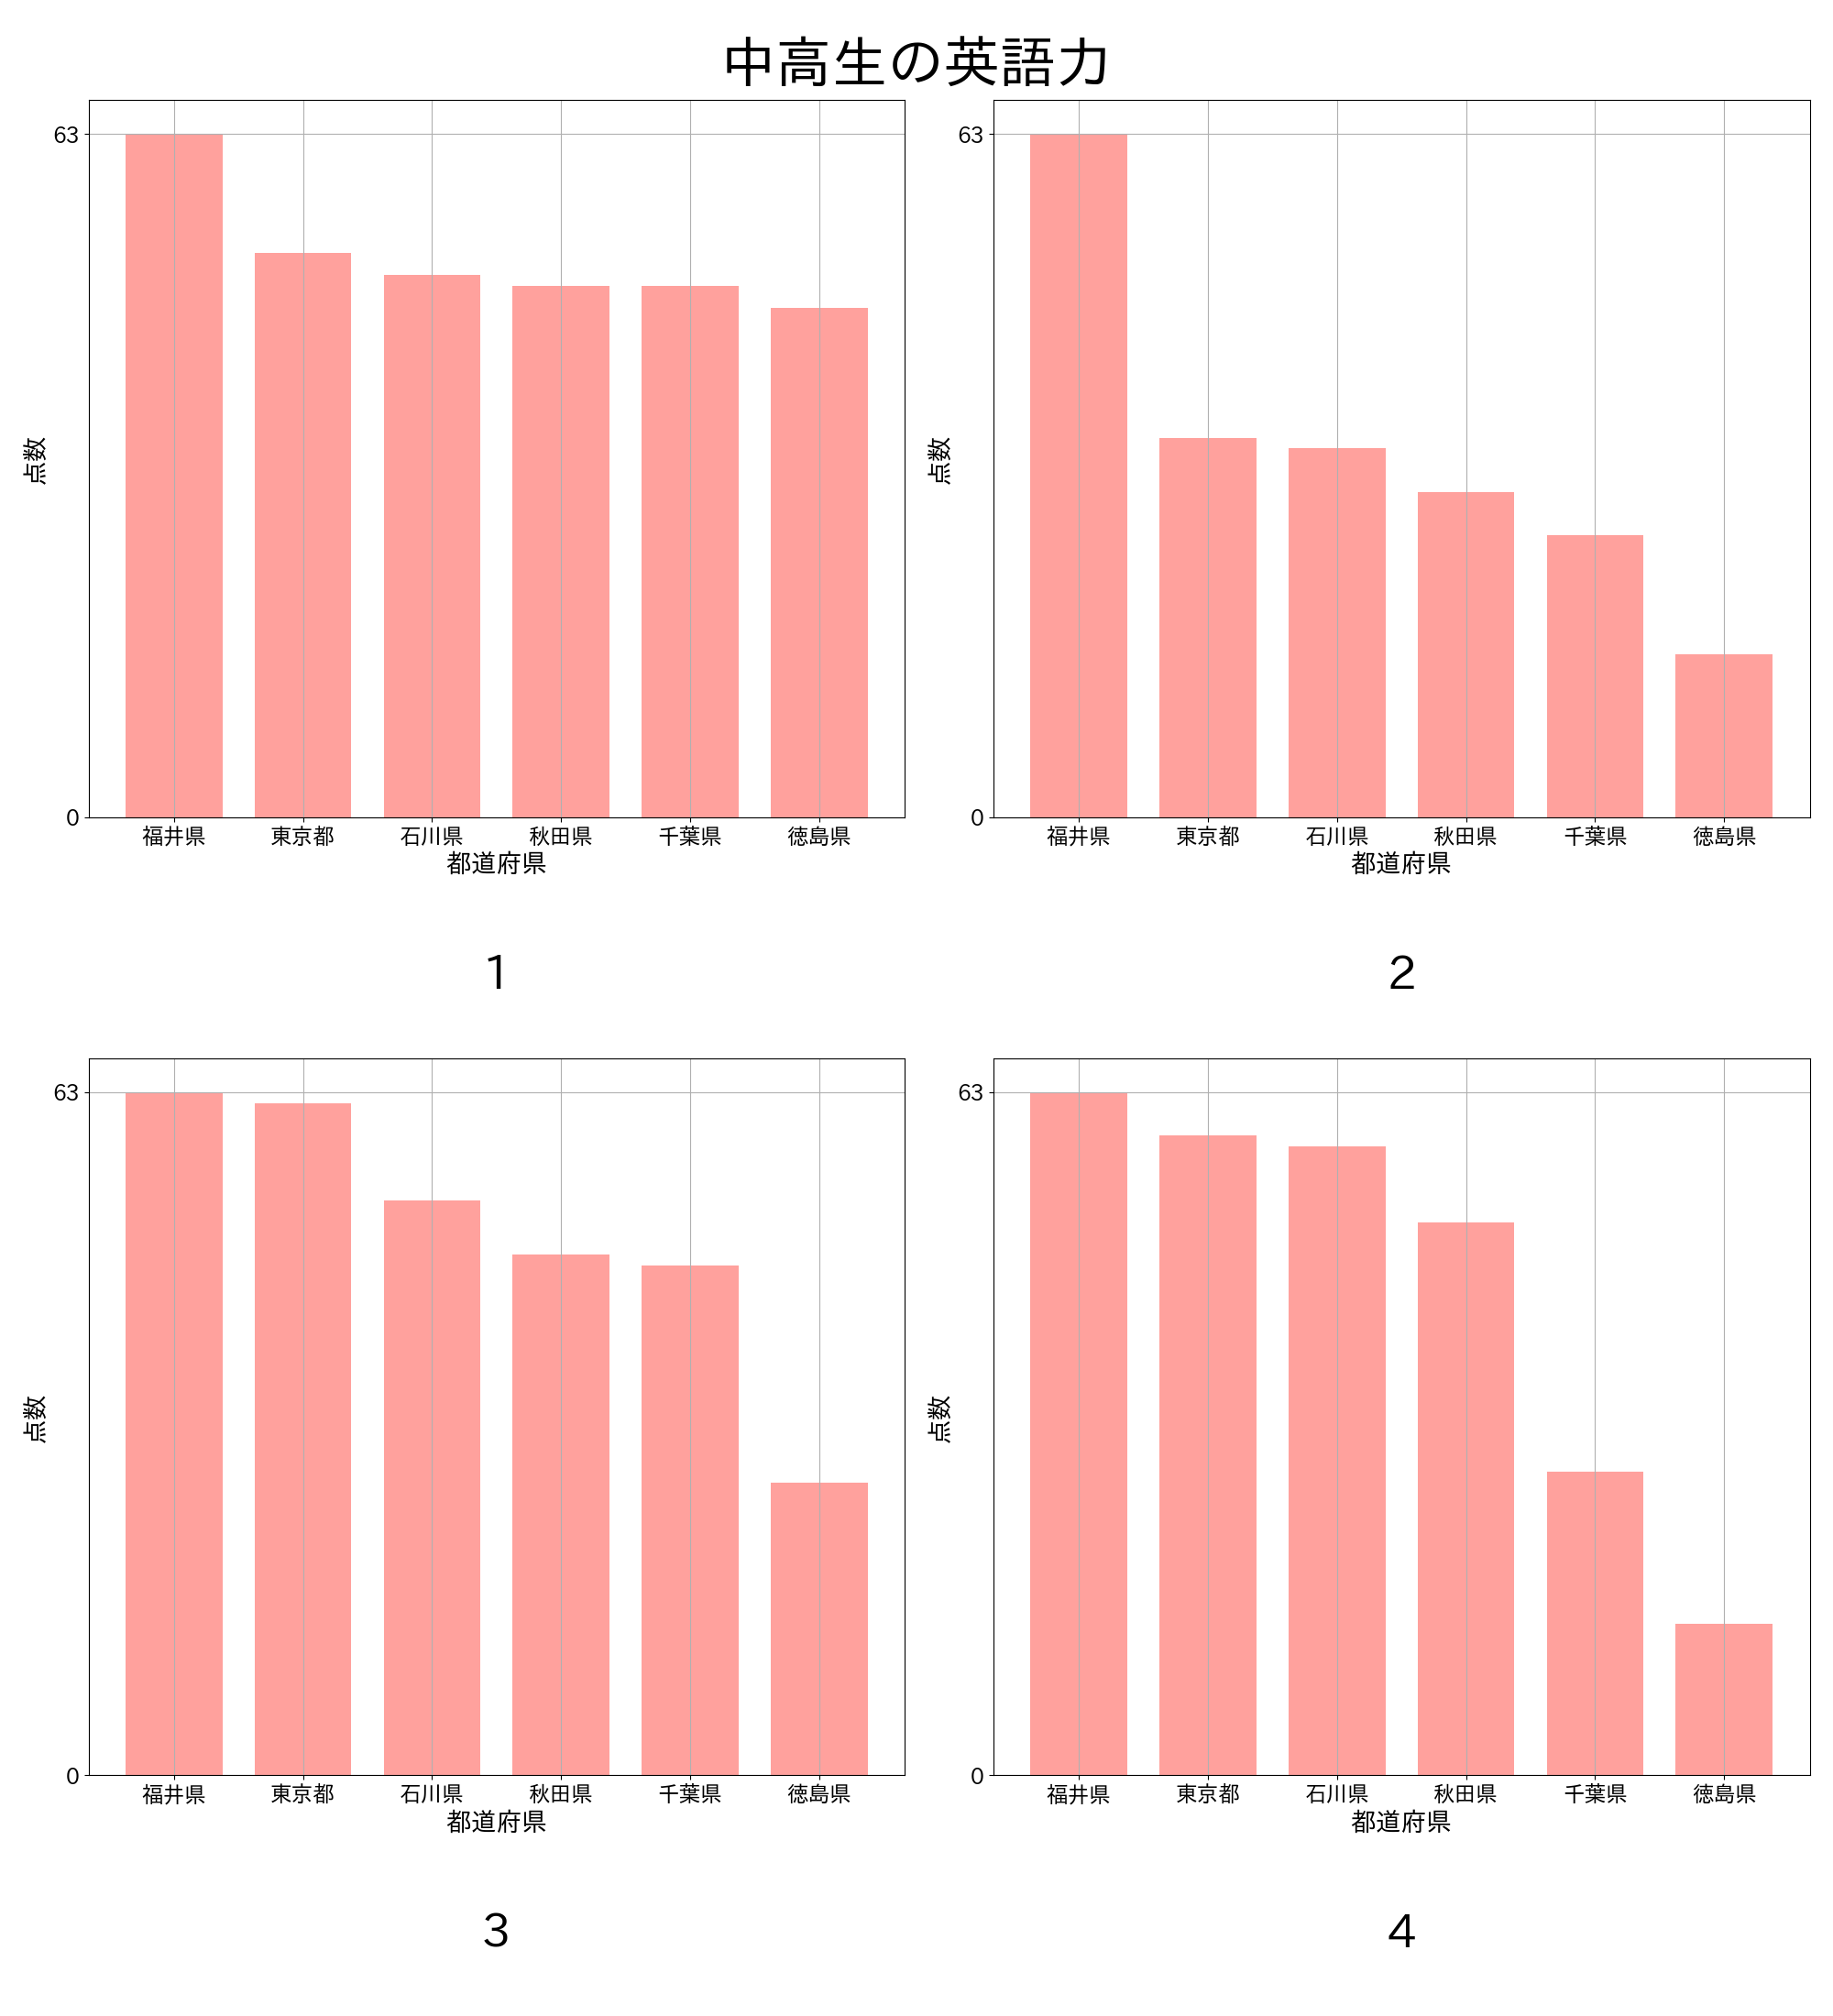 中高生の英語力
63
0
点数
福井県 東京都 石川県 秋田県 千葉県 徳島県
都道府県
1
63
0
点数
福井県 東京都 石川県 秋田県 千葉県 徳島県
都道府県
2
63
0
点数
福井県 東京都 石川県 秋田県 千葉県 徳島県
都道府県
3
63
0
点数
福井県 東京都 石川県 秋田県 千葉県 徳島県
都道府県
4